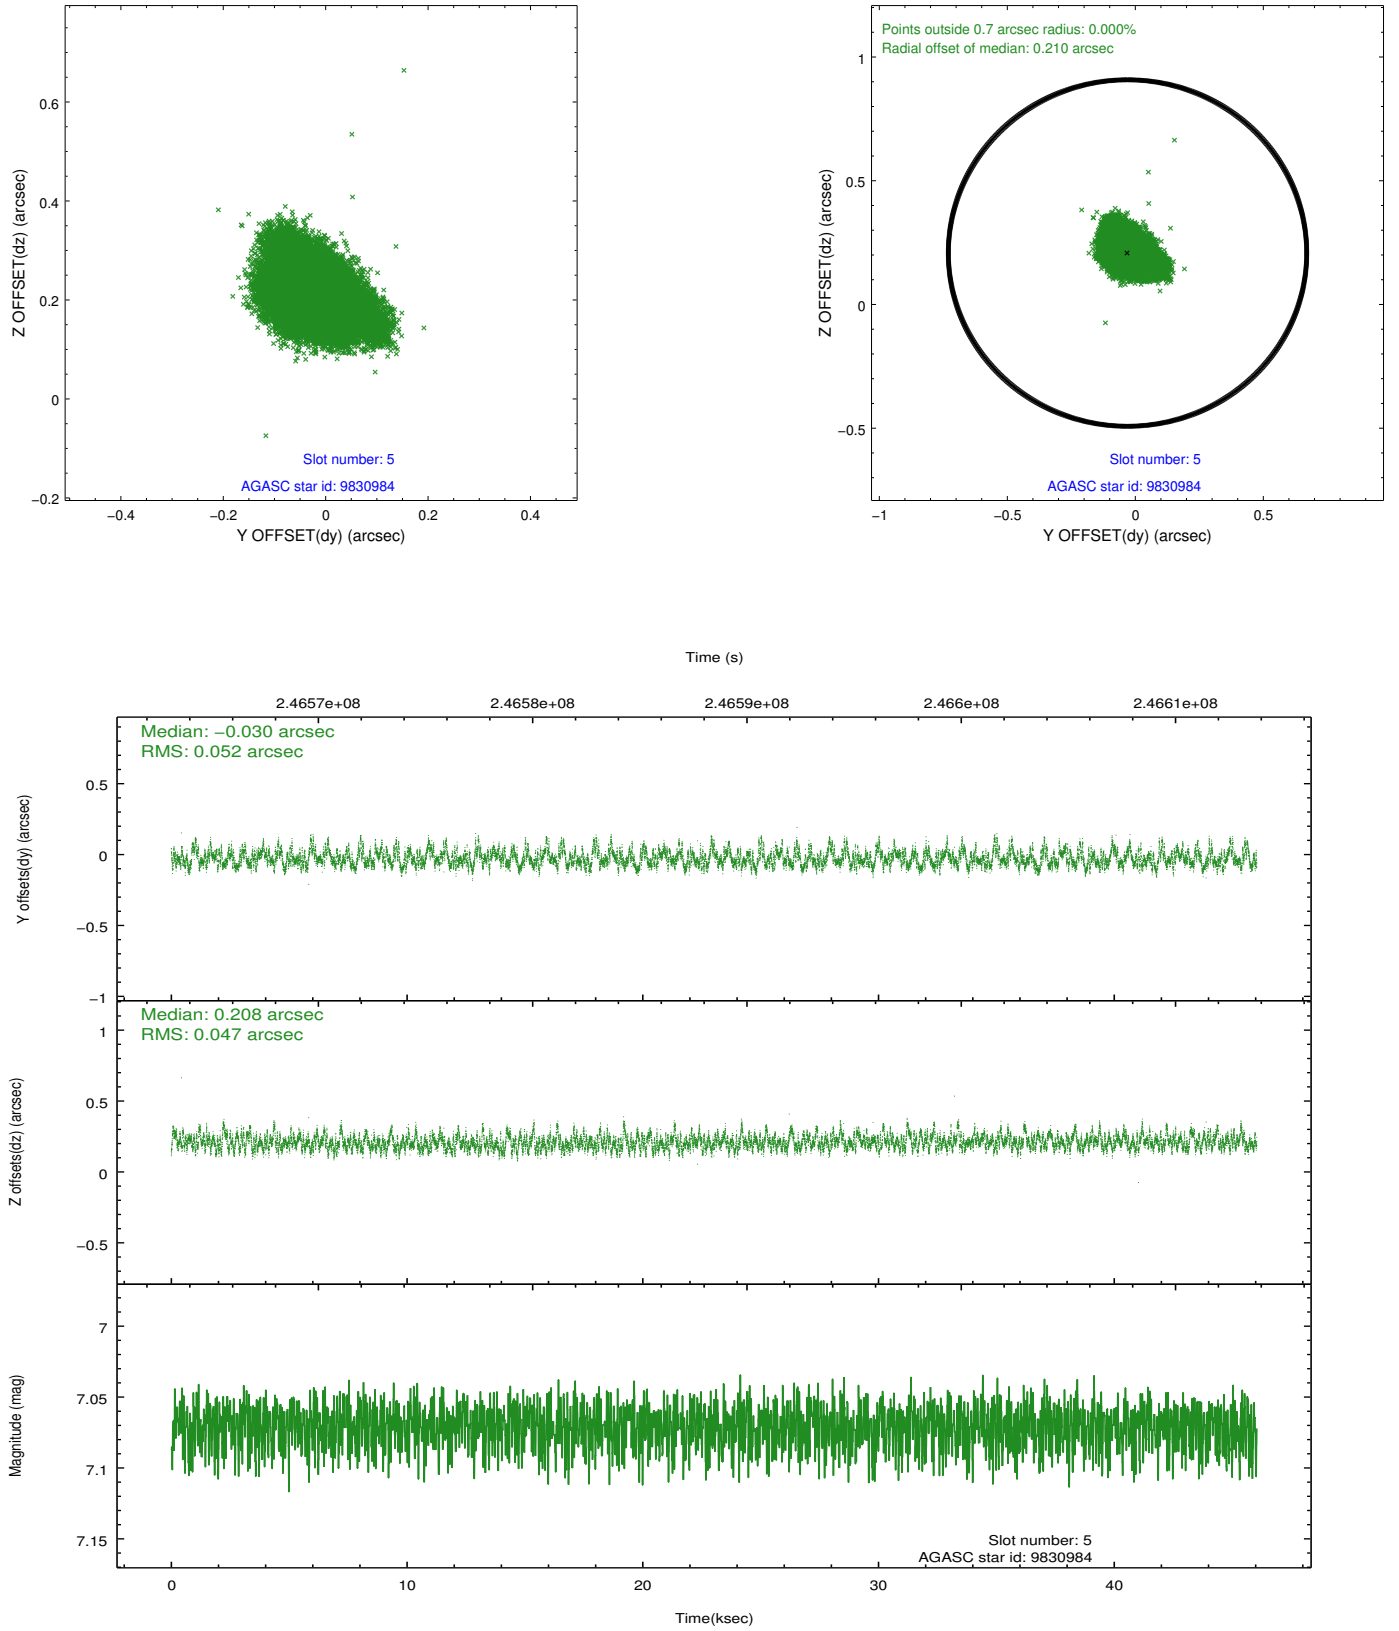 0.6
0.4
0.2
0
−0.2
Z OFFSET(dz) (arcsec)
Slot number: 5
AGASC star id: 9830984
−0.4 −0.2 0 0.2 0.4
Y OFFSET(dy) (arcsec)
Points outside 0.7 arcsec radius: 0.000%
Radial offset of median: 0.210 arcsec
1
0.5
0
−0.5
Z OFFSET(dz) (arcsec)
Slot number: 5
AGASC star id: 9830984
−1 −0.5 0 0.5
Y OFFSET(dy) (arcsec)
Time (s)
2.4657e+08 2.4658e+08 2.4659e+08 2.466e+08 2.4661e+08
Median: −0.030 arcsec
RMS: 0.052 arcsec
0.5
0
−0.5
−1
Y offsets(dy) (arcsec)
Median: 0.208 arcsec
RMS: 0.047 arcsec
1
0.5
0
−0.5
Z offsets(dz) (arcsec)
7
7.05
7.1
7.15
Magnitude (mag)
Slot number: 5
AGASC star id: 9830984
0 10 20 30 40
Time(ksec)